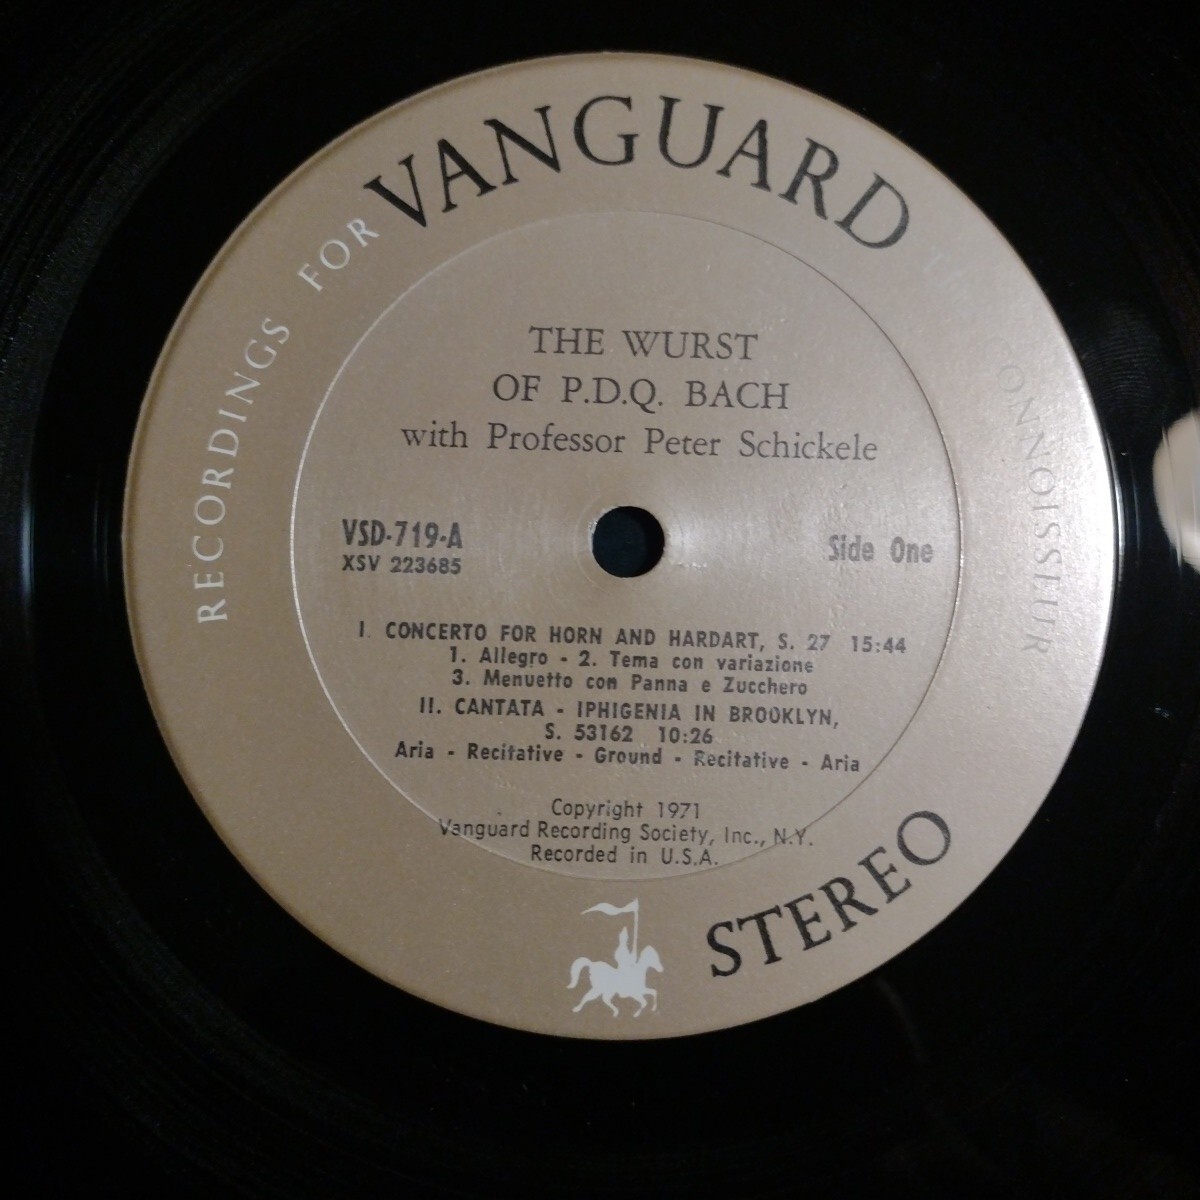 RECORDINGS FOR VANGUARD THE CONNOISSEUR
THE WURST
OF P.D.Q. BACH
with Professor Peter Schickele
VSD-719-A
XSV 223685
Side One
I. CONCERTO FOR HORN AND HARDART, S. 27 15:44
1. Allegro - 2. Tema con variazione
3. Menuetto con Panna e Zucchero
II. CANTATA - IPHIGENIA IN BROOKLYN,
S. 53162 10:26
Aria - Recitative - Ground - Recitative - Aria
Copyright 1971
Vanguard Recording Society, Inc., N.Y.
Recorded in U.S.A.
STEREO